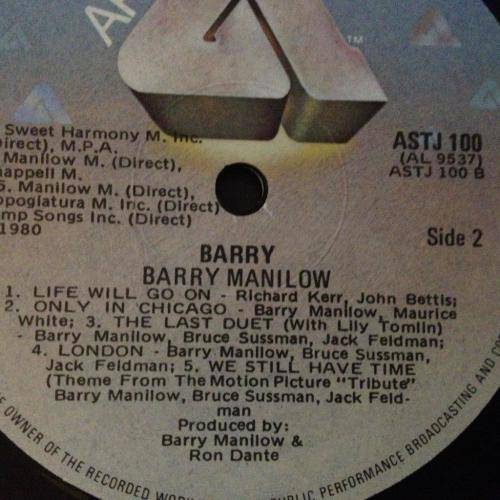 AR
TM
Sweet Harmony M. Inc.
irect), M.P.A.
Manilow M. (Direct),
happell M.
5. Manilow M. (Direct),
opoglatura M. Inc. (Direct)
mp Songs Inc. (Direct)
1980
ASTJ 100
(AL 9537)
ASTJ 100 B
Side 2
BARRY
BARRY MANILOW
1. LIFE WILL GO ON - Richard Kerr, John Bettis;
2. ONLY IN CHICAGO - Barry Manilow, Maurice
White; 3. THE LAST DUET (With Lily Tomlin)
- Barry Manilow, Bruce Sussman, Jack Feldman;
4. LONDON - Barry Manilow, Bruce Sussman,
Jack Feldman; 5. WE STILL HAVE TIME
(Theme From The Motion Picture "Tribute"
Barry Manilow, Bruce Sussman, Jack Feld-
man
Produced by:
Barry Manilow &
Ron Dante
OWNER OF THE RECORDED WORK PUBLIC PERFORMANCE BROADCASTING AND